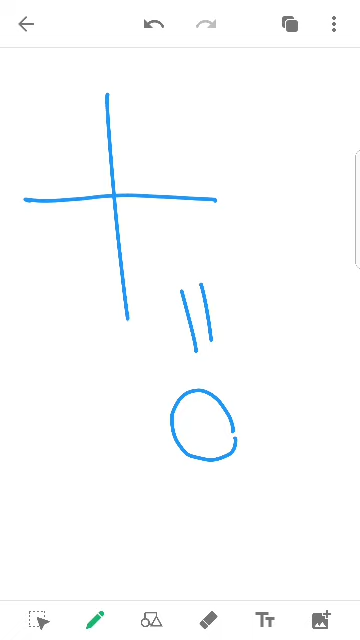 +
=
0